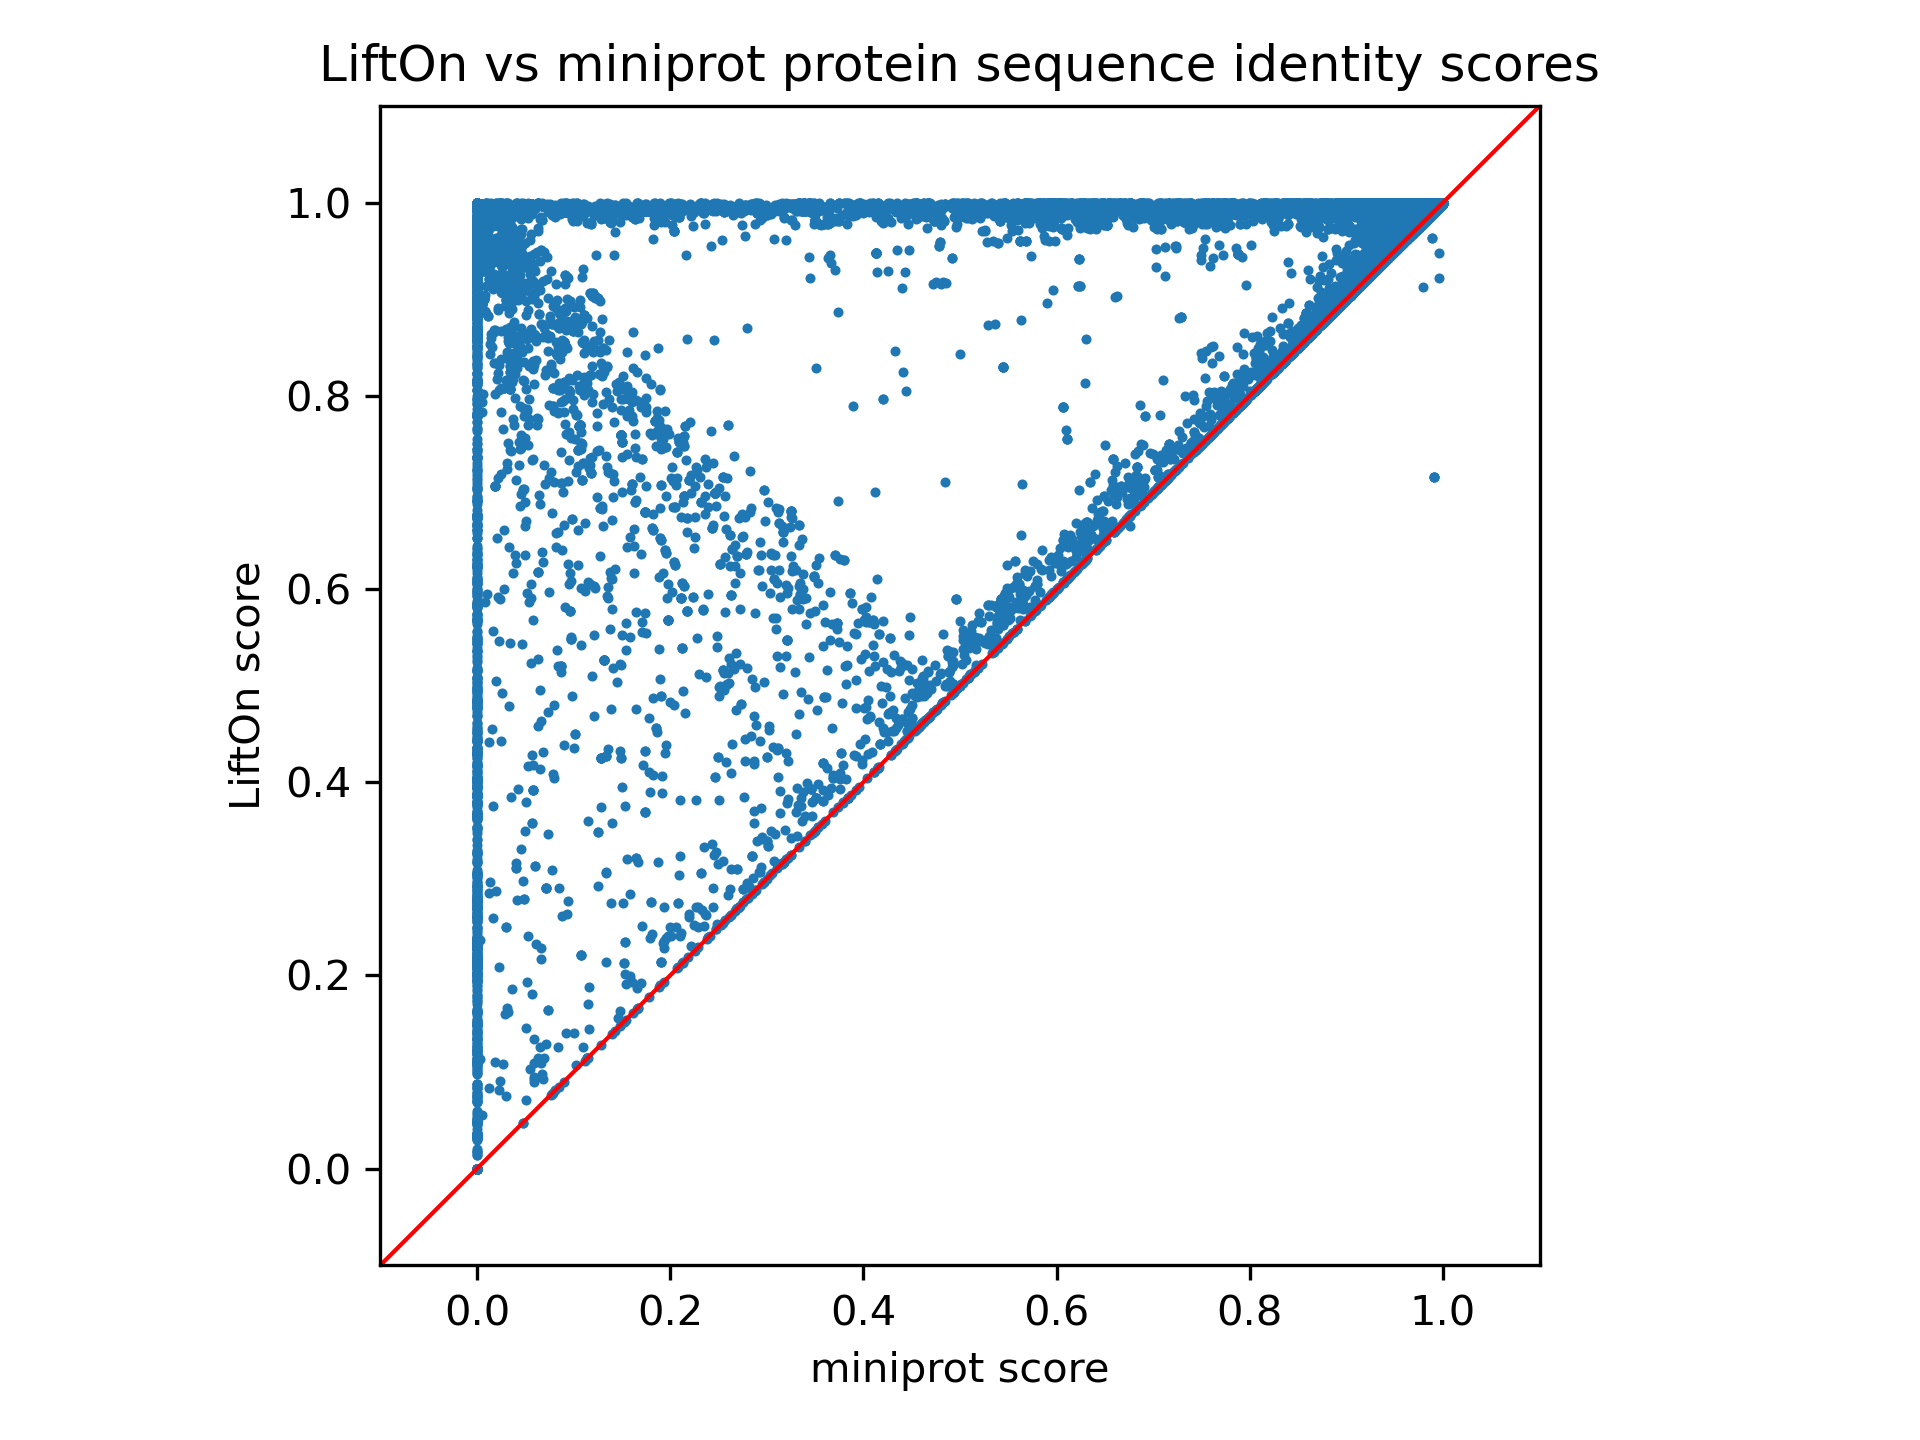 LiftOn vs miniprot protein sequence identity scores
LiftOn score
1.0
0.8
0.6
0.4
0.2
0.0
0.0 0.2 0.4 0.6 0.8 1.0
miniprot score